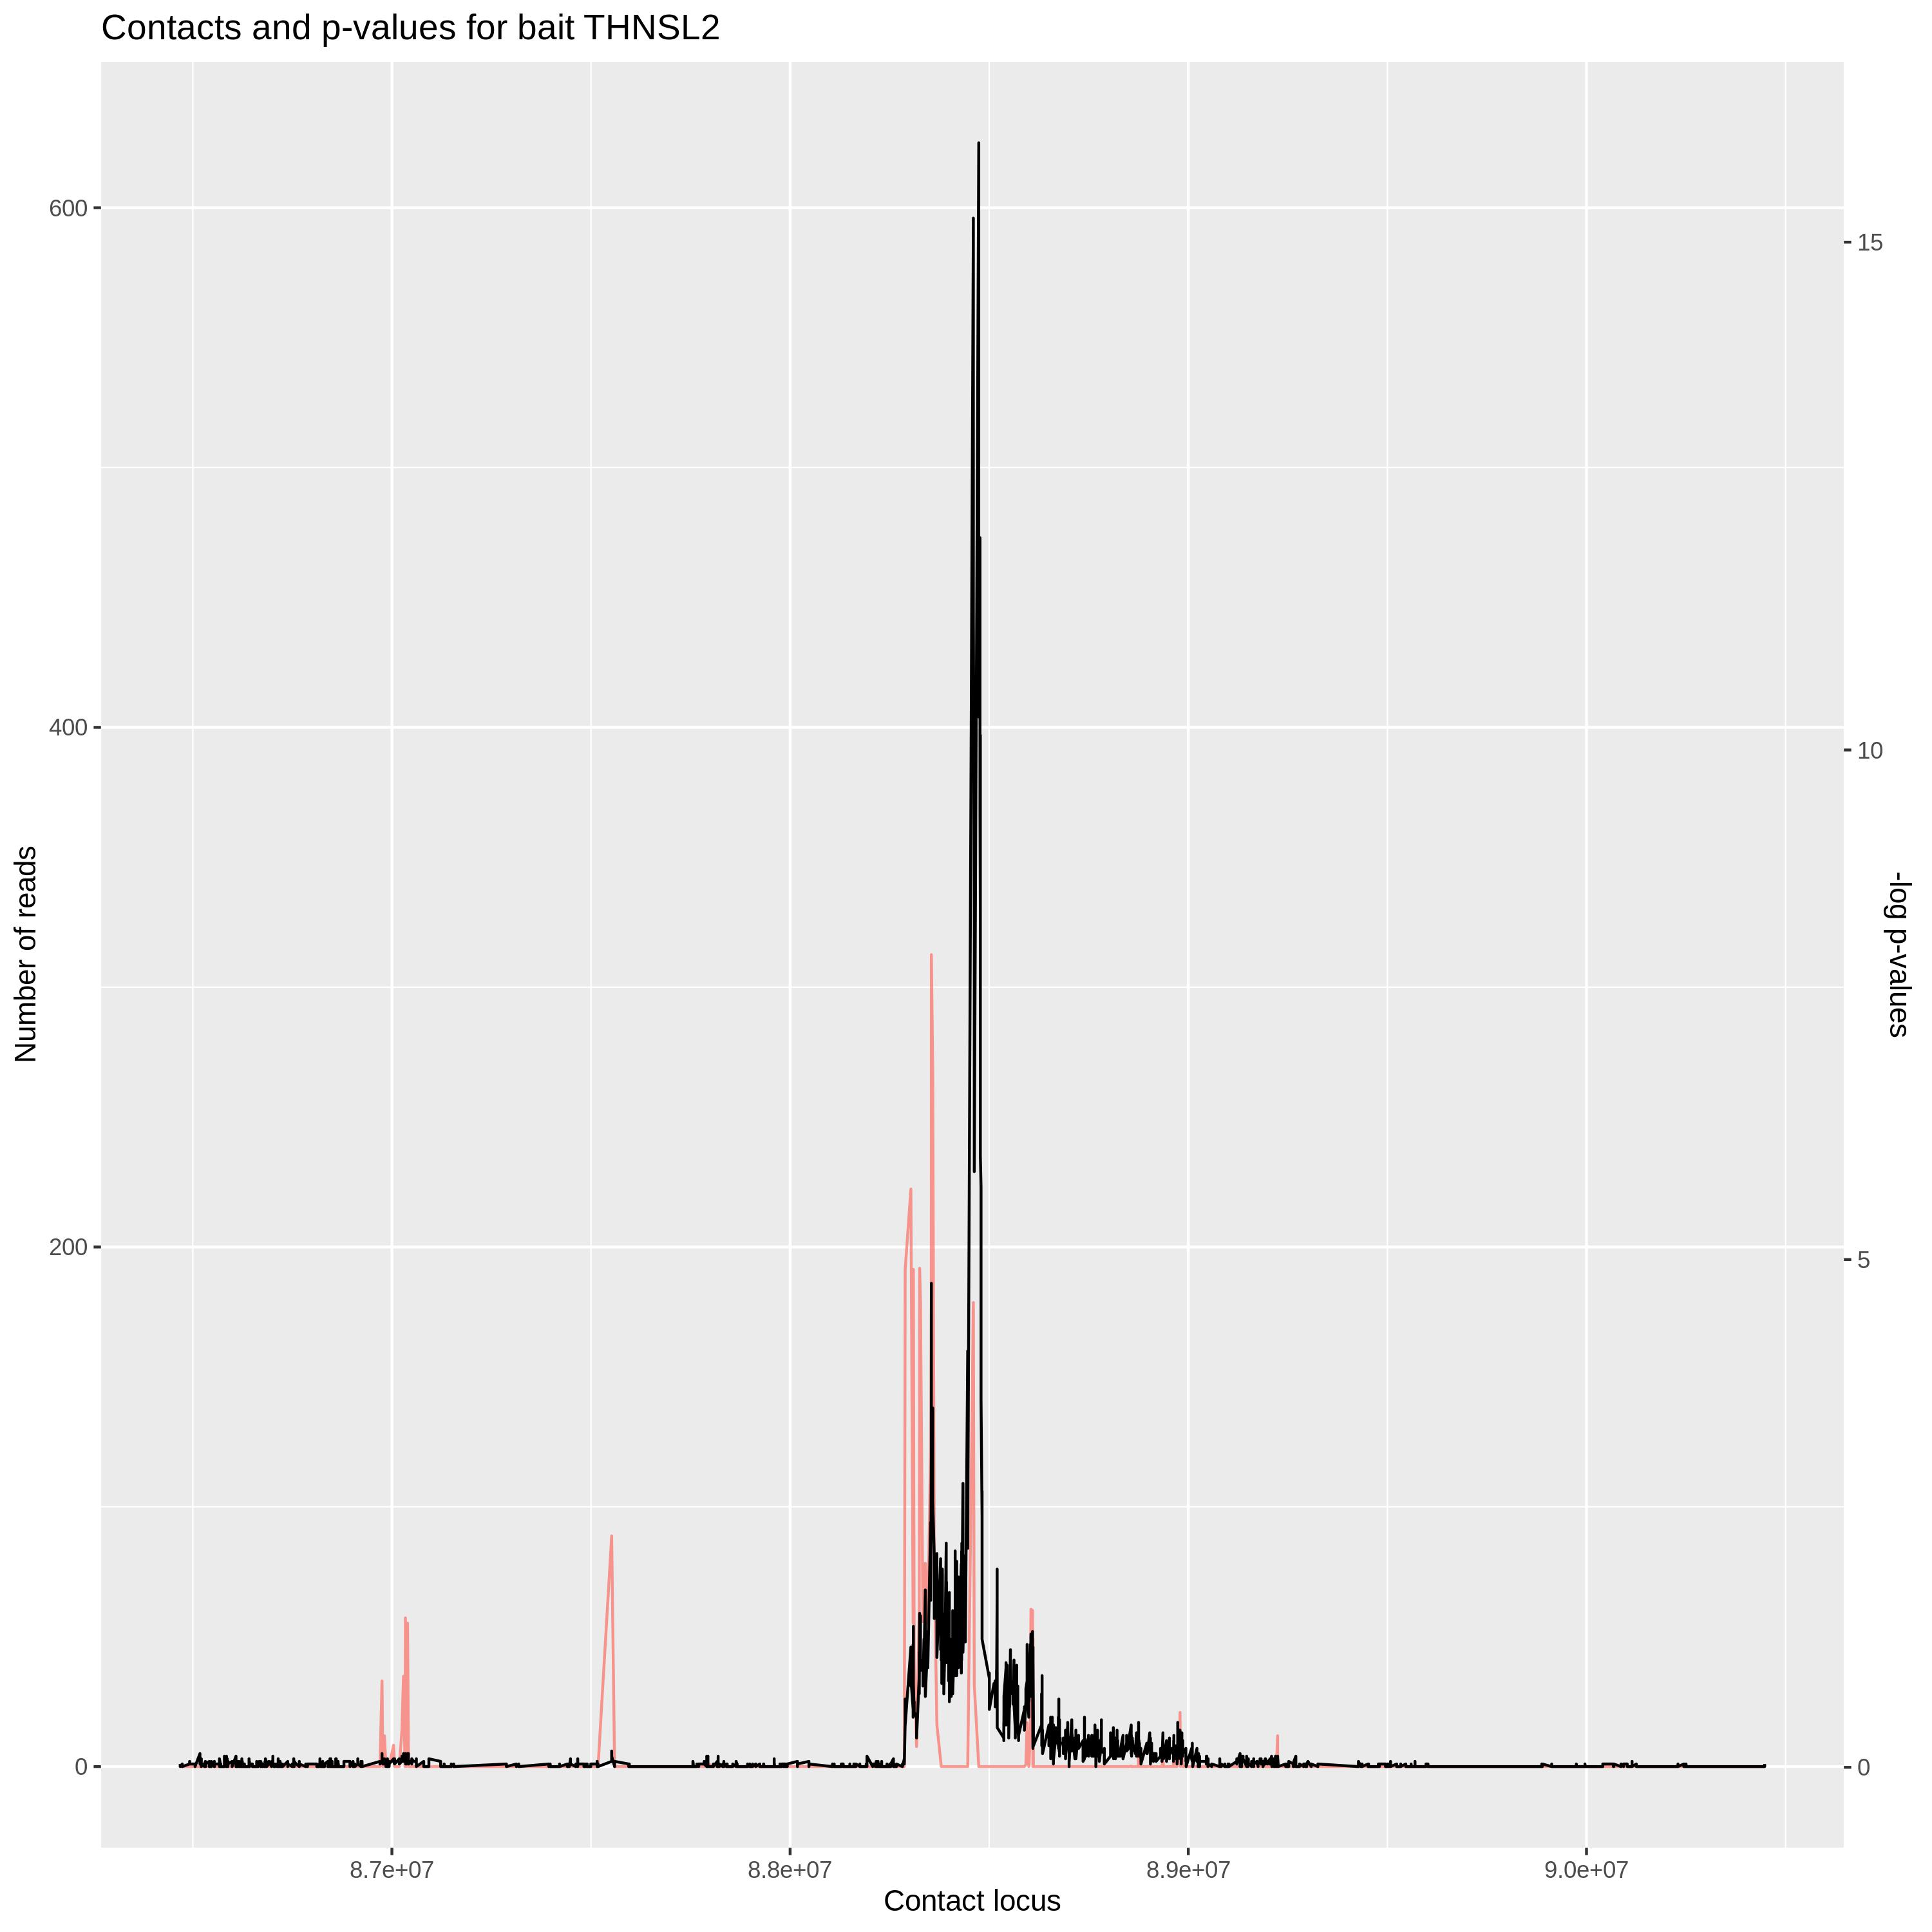 Contacts and p-values for bait THNSL2
600
400
200
0
15
10
5
0
Number of reads
-log p-values
8.7e+07
8.8e+07
8.9e+07
9.0e+07
Contact locus